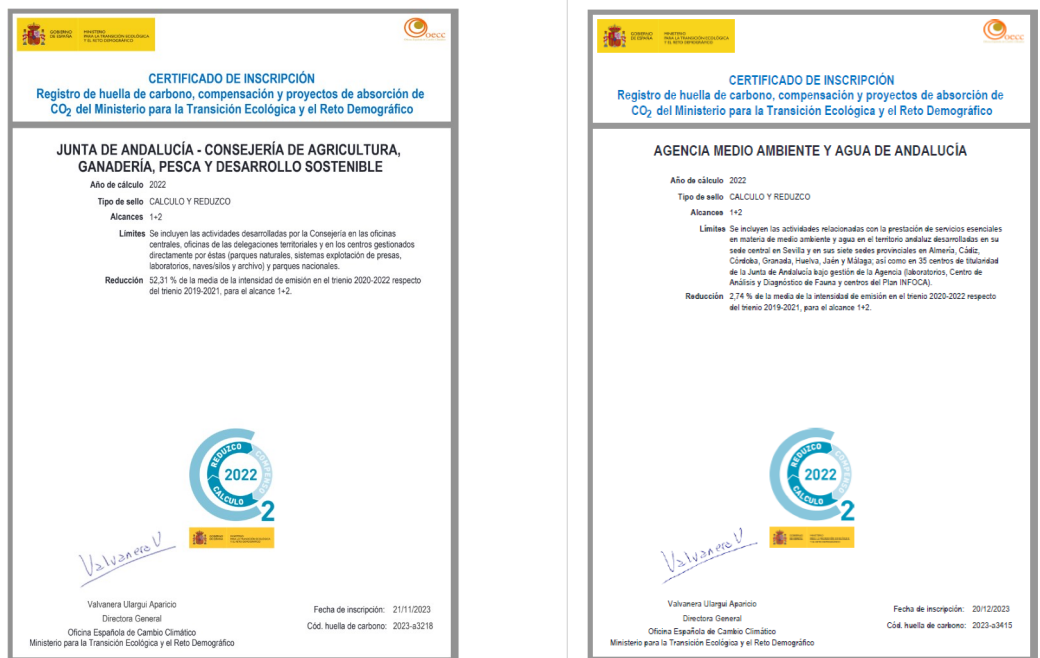 GOBIERNO
DE ESPAÑA
MINISTERIO
PARA LA TRANSICIÓN ECOLÓGICA
Y EL RETO DEMOGRÁFICO
oecc
CERTIFICADO DE INSCRIPCIÓN
Registro de huella de carbono, compensación y proyectos de absorción de
CO2 del Ministerio para la Transición Ecológica y el Reto Demográfico
JUNTA DE ANDALUCÍA - CONSEJERÍA DE AGRICULTURA,
GANADERÍA, PESCA Y DESARROLLO SOSTENIBLE
Año de cálculo 2022
Tipo de sello CALCULO Y REDUZCO
Alcances 1+2
Límites Se incluyen las actividades desarrolladas por la Consejería en las oficinas
centrales, oficinas de las delegaciones territoriales y en los centros gestionados
directamente por éstas (parques naturales, sistemas explotación de presas,
laboratorios, naves/silos y archivo) y parques nacionales.
Reducción 52,31 % de la media de la intensidad de emisión en el trienio 2020-2022 respecto
del trienio 2019-2021, para el alcance 1+2.
REDUZCO
COMPENSO
2022
CALCULO
2
Valvanera U
Valvanera Ulargui Aparicio
Directora General
Oficina Española de Cambio Climático
Ministerio para la Transición Ecológica y el Reto Demográfico
Fecha de inscripción: 21/11/2023
Cód. huella de carbono: 2023-a3218
GOBIERNO
DE ESPAÑA
MINISTERIO
PARA LA TRANSICIÓN ECOLÓGICA
Y EL RETO DEMOGRÁFICO
oecc
CERTIFICADO DE INSCRIPCIÓN
Registro de huella de carbono, compensación y proyectos de absorción de
CO2 del Ministerio para la Transición Ecológica y el Reto Demográfico
AGENCIA MEDIO AMBIENTE Y AGUA DE ANDALUCÍA
Año de cálculo 2022
Tipo de sello CALCULO Y REDUZCO
Alcances 1+2
Límites Se incluyen las actividades relacionadas con la prestación de servicios esenciales
en materia de medio ambiente y agua en el territorio andaluz desarrolladas en su
sede central en Sevilla y en sus siete sedes provinciales en Almería, Cádiz,
Córdoba, Granada, Huelva, Jaén y Málaga; así como en 35 centros de titularidad
de la Junta de Andalucía bajo gestión de la Agencia (laboratorios, Centro de
Análisis y Diagnóstico de Fauna y centros del Plan INFOCA).
Reducción 2,74 % de la media de la intensidad de emisión en el trienio 2020-2022 respecto
del trienio 2019-2021, para el alcance 1+2.
REDUZCO
COMPENSO
2022
CALCULO
2
Valvanera U
Valvanera Ulargui Aparicio
Directora General
Oficina Española de Cambio Climático
Ministerio para la Transición Ecológica y el Reto Demográfico
Fecha de inscripción: 20/12/2023
Cód. huella de carbono: 2023-a3415